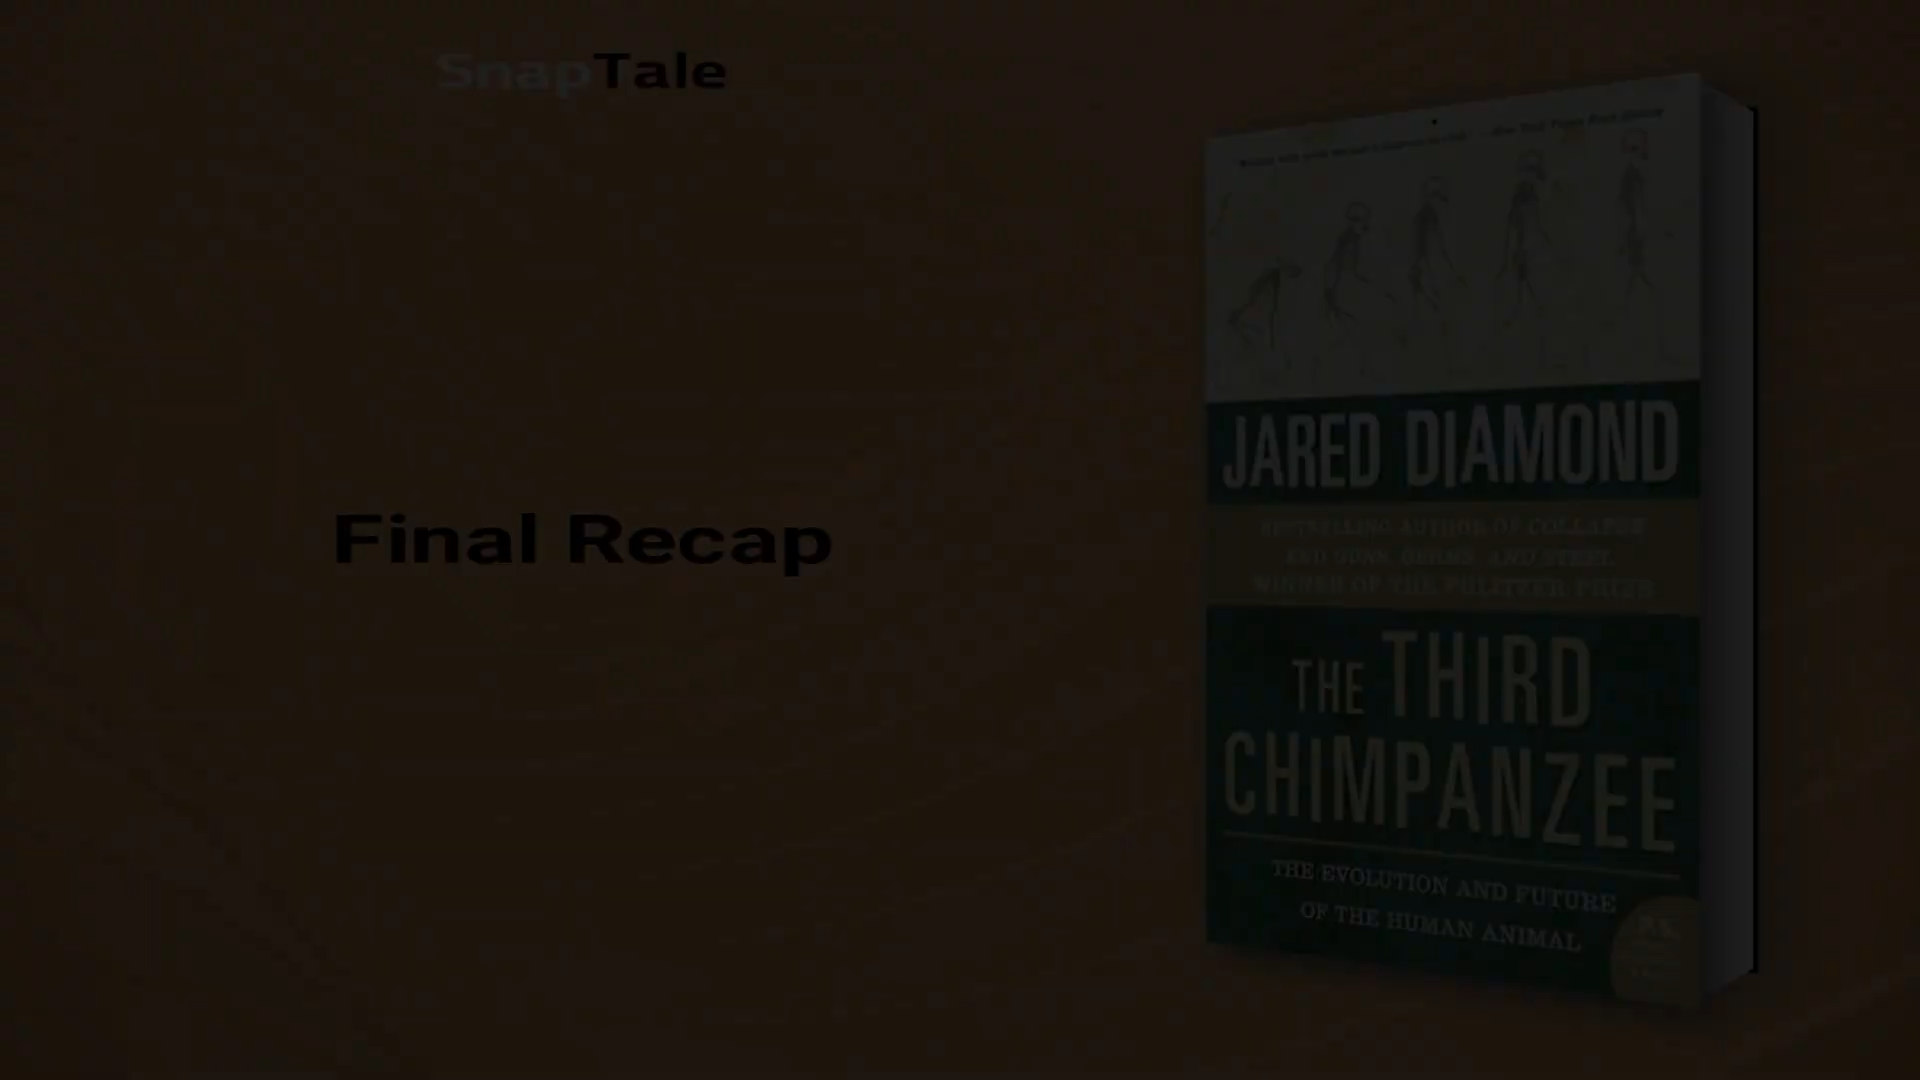 SnapTale
Final Recap
JARED DIAMOND
BESTSELLING AUTHOR OF COLLAPSE
AND GUNS, GERMS, AND STEEL
WINNER OF THE PULITZER PRIZE
THE THIRD
CHIMPANZEE
THE EVOLUTION AND FUTURE
OF THE HUMAN ANIMAL